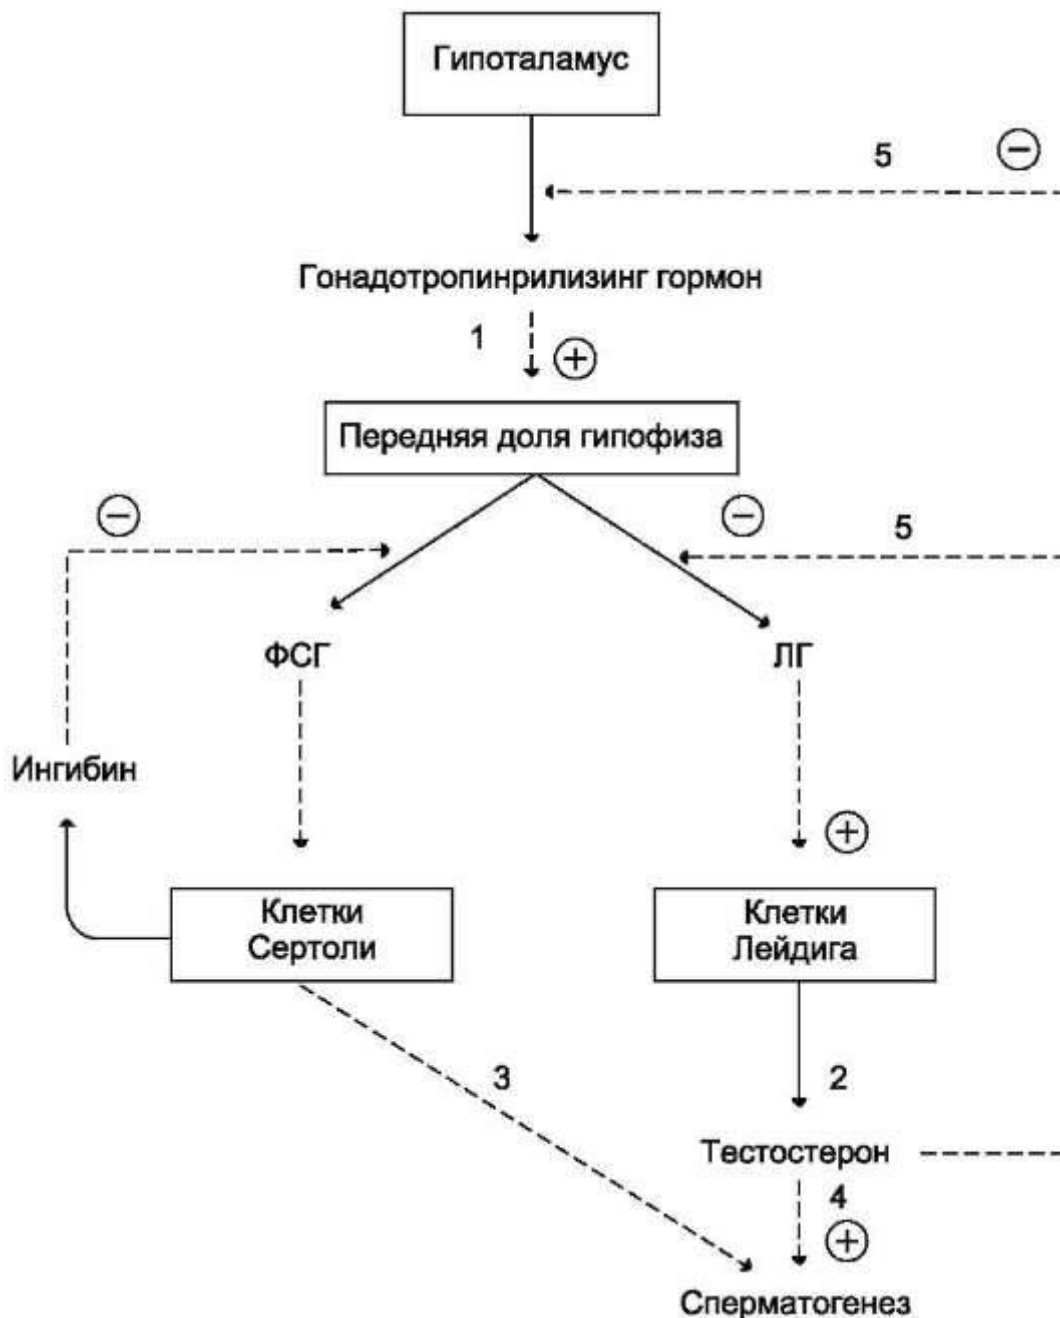 Гипоталамус
5 −
Гонадотропинрилизинг гормон
1 +
Передняя доля гипофиза
− − 5
ФСГ ЛГ
Ингибин
+
Клетки
Сертоли
Клетки
Лейдига
3 2
Тестостерон
4
+
Сперматогенез